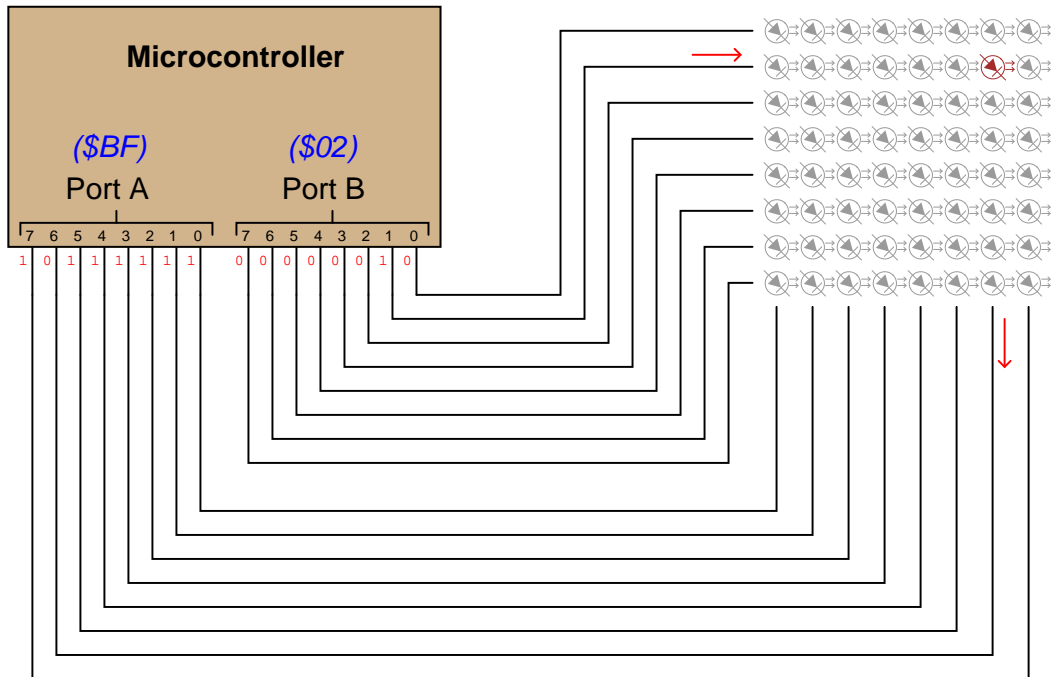 Microcontroller
($BF) ($02)
Port A Port B
7 6 5 4 3 2 1 0 7 6 5 4 3 2 1 0
1 0 1 1 1 1 1 1 0 0 0 0 0 0 1 0